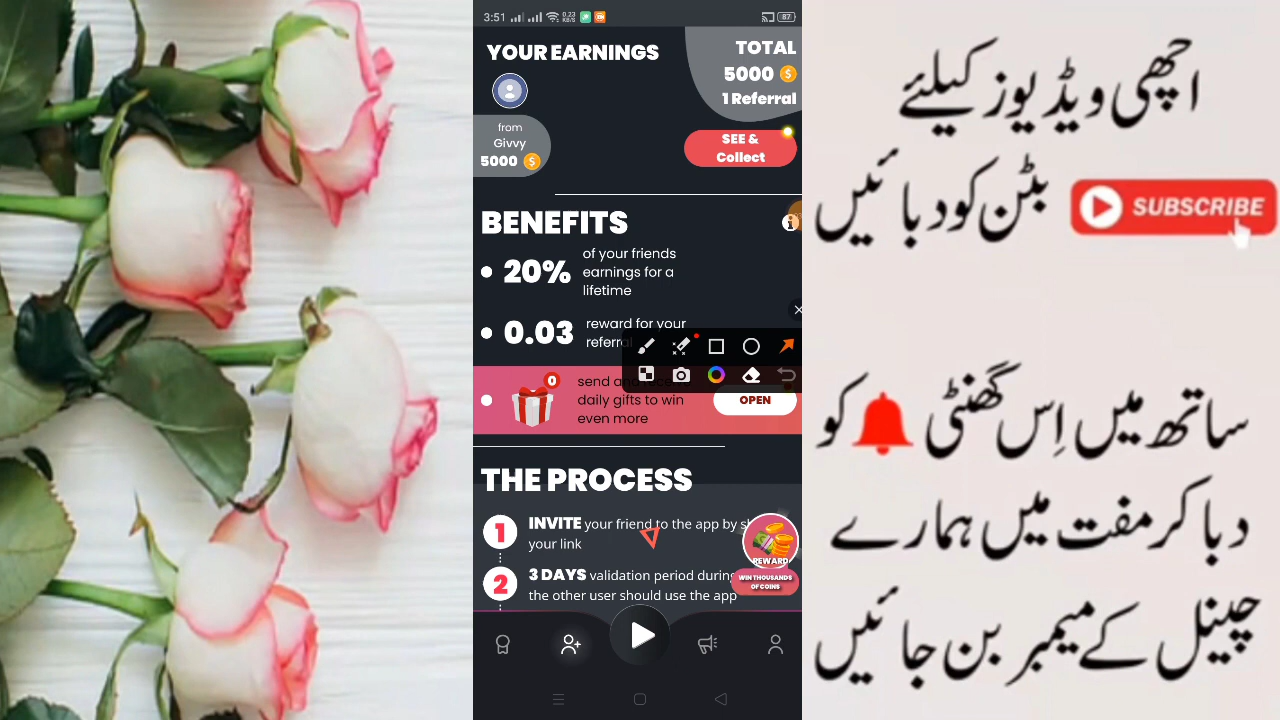 3:51
0.23
KB/S
87
YOUR EARNINGS
TOTAL
5000
1 Referral
from
Givvy
5000
SEE &
Collect
BENEFITS
20%
of your friends
earnings for a
lifetime
0.03
reward for your
0
daily gifts to win
even more
OPEN
THE PROCESS
1
INVITE your friend to the app by
your link
2
3 DAYS validation period during
the other user should use the app
REWARD
WIN THOUSANDS
OF COINS
اچھی ویڈیوز کیلئے
بٹن کو دبائیں
SUBSCRIBE
ساتھ میں اِس گھنٹی کو
دبا کر مفت میں ہمارے
چینل کے میمبر بن جائیں